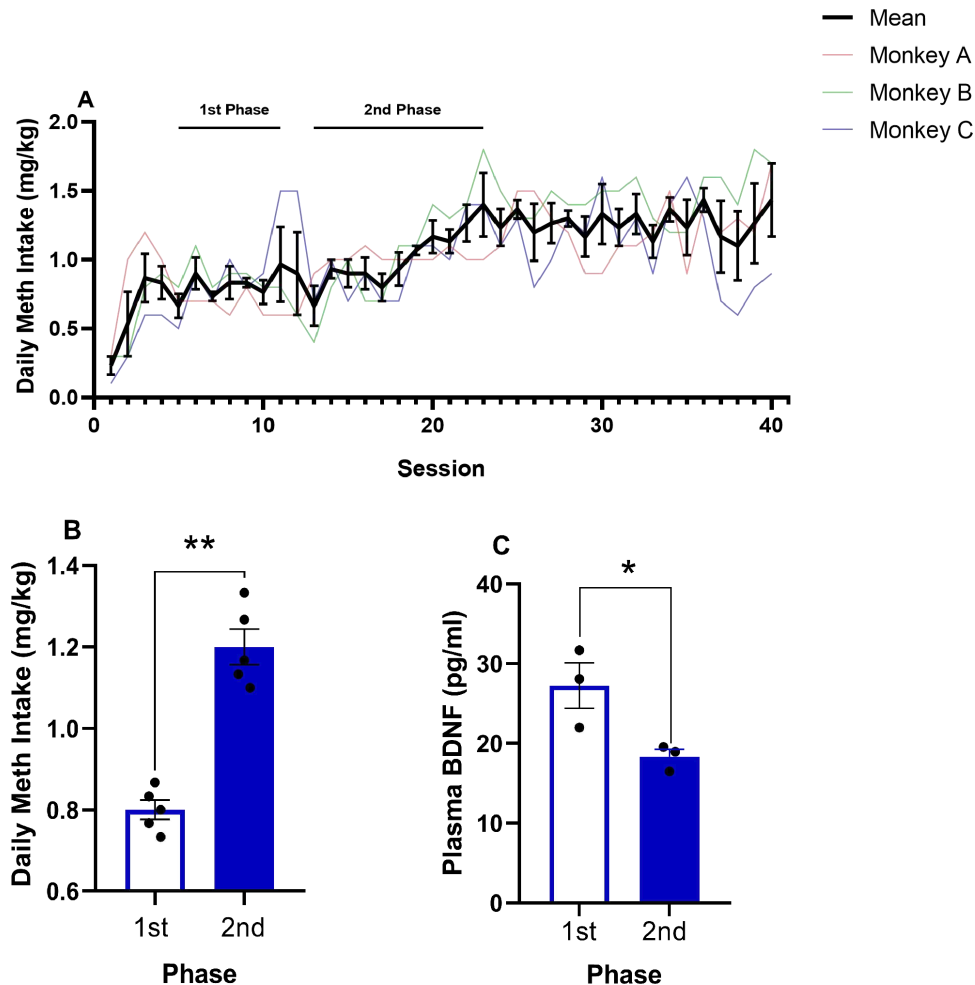 Mean
Monkey A
Monkey B
Monkey C
A
1st Phase
2nd Phase
Daily Meth Intake (mg/kg)
2.0
1.5
1.0
0.5
0.0
0
10
20
30
40
Session
B
**
Daily Meth Intake (mg/kg)
1.4
1.2
1.0
0.8
0.6
1st
2nd
Phase
C
*
Plasma BDNF (pg/ml)
40
30
20
10
0
1st
2nd
Phase